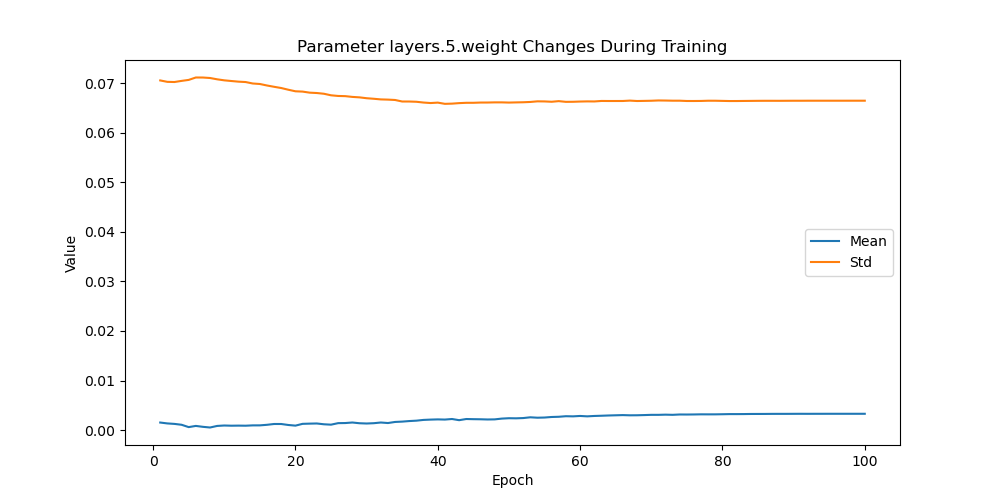 Parameter layers.5.weight Changes During Training
0.07
0.06
0.05
0.04
0.03
0.02
0.01
0.00
Value
Mean
Std
0 20 40 60 80 100
Epoch